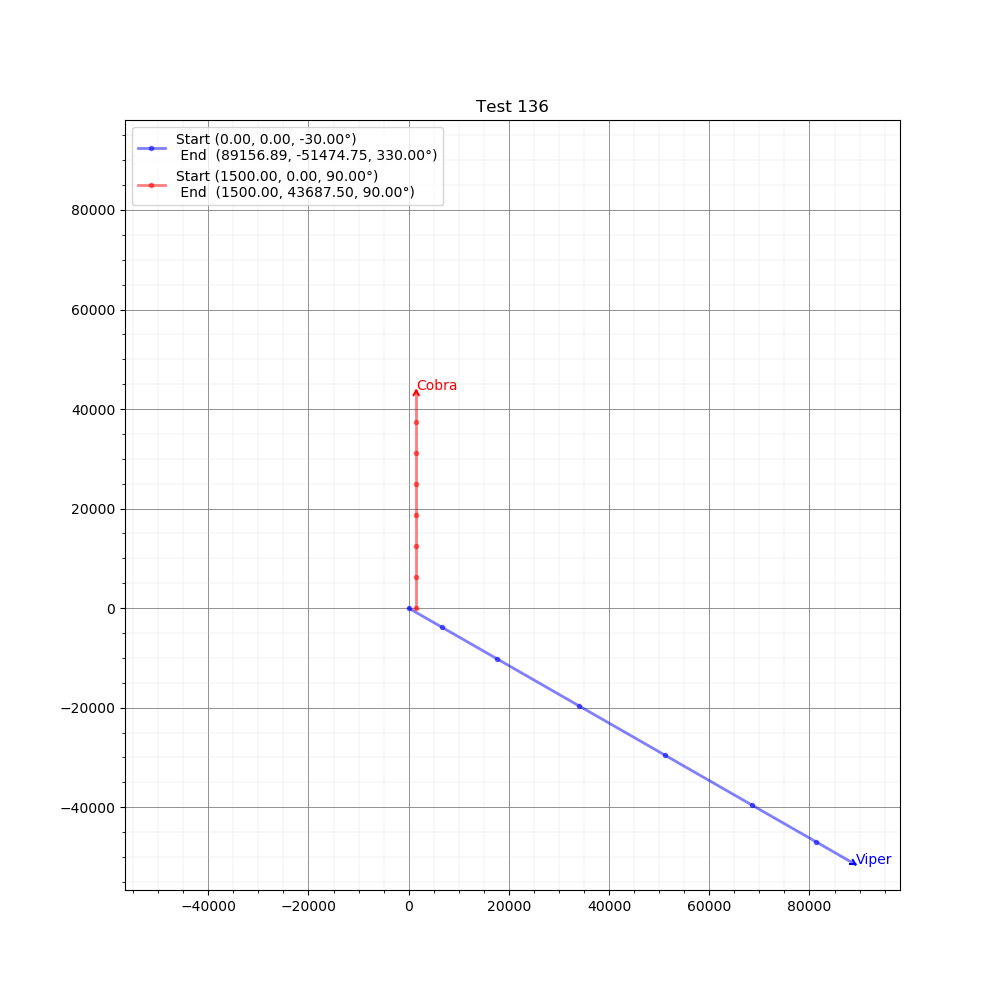 Test 136
Start (0.00, 0.00, -30.00°)
End (89156.89, -51474.75, 330.00°)
Start (1500.00, 0.00, 90.00°)
End (1500.00, 43687.50, 90.00°)
80000
60000
Cobra
40000
20000
0
−20000
−40000
Viper
−40000 −20000 0 20000 40000 60000 80000